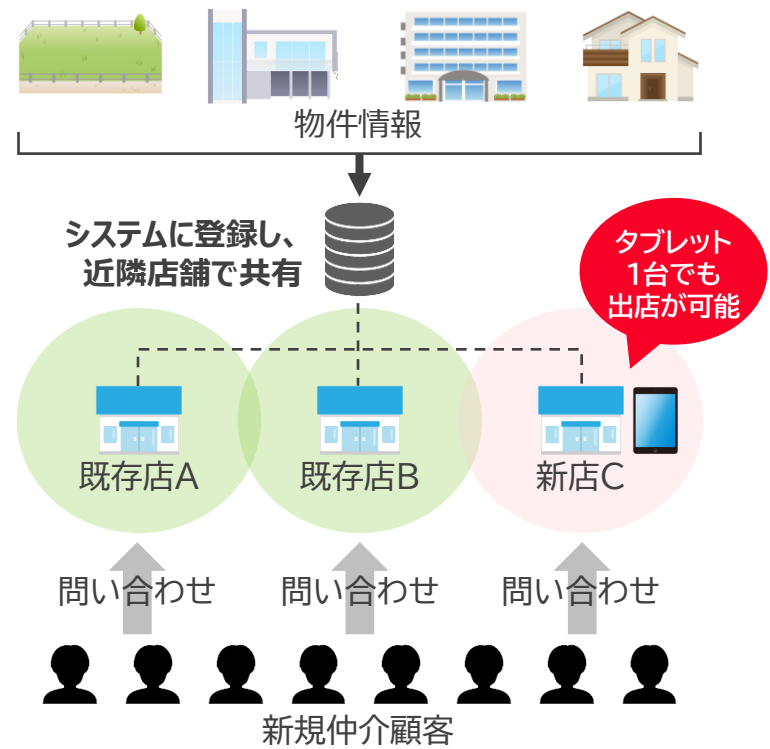 物件情報
システムに登録し、
近隣店舗で共有
タブレット
1台でも
出店が可能
既存店A
既存店B
新店C
問い合わせ
問い合わせ
問い合わせ
新規仲介顧客